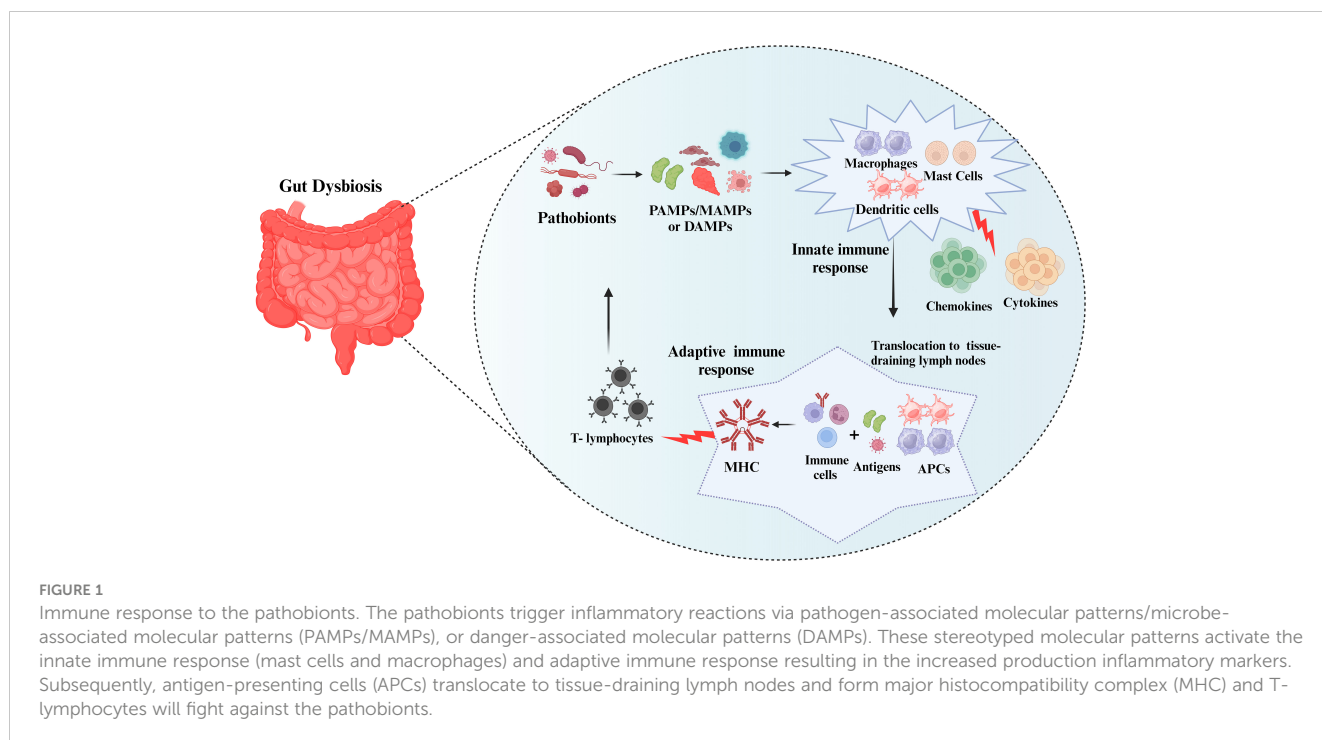 Gut Dysbiosis
Pathobionts
PAMPs/MAMPs
or DAMPs
Macrophages
Mast Cells
Dendritic cells
Innate immune
response
Chemokines
Cytokines
Translocation to tissue-
draining lymph nodes
Adaptive immune
response
T- lymphocytes
MHC
+
Immune
cells
Antigens
APCs
FIGURE 1
Immune response to the pathobionts. The pathobionts trigger inflammatory reactions via pathogen-associated molecular patterns/microbe-
associated molecular patterns (PAMPs/MAMPs), or danger-associated molecular patterns (DAMPs). These stereotyped molecular patterns activate the
innate immune response (mast cells and macrophages) and adaptive immune response resulting in the increased production inflammatory markers.
Subsequently, antigen-presenting cells (APCs) translocate to tissue-draining lymph nodes and form major histocompatibility complex (MHC) and T-
lymphocytes will fight against the pathobionts.